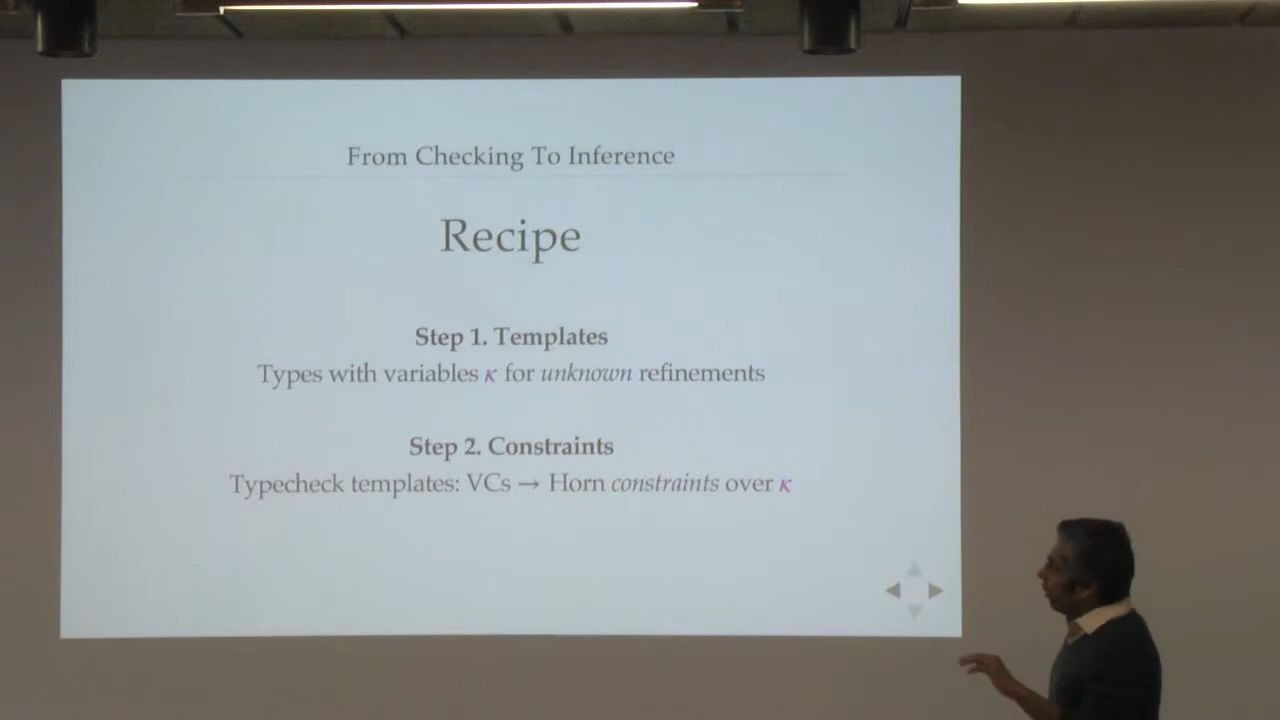 From Checking To Inference
Recipe
Step 1. Templates
Types with variables κ for unknown refinements
Step 2. Constraints
Typecheck templates: VCs → Horn constraints over κ